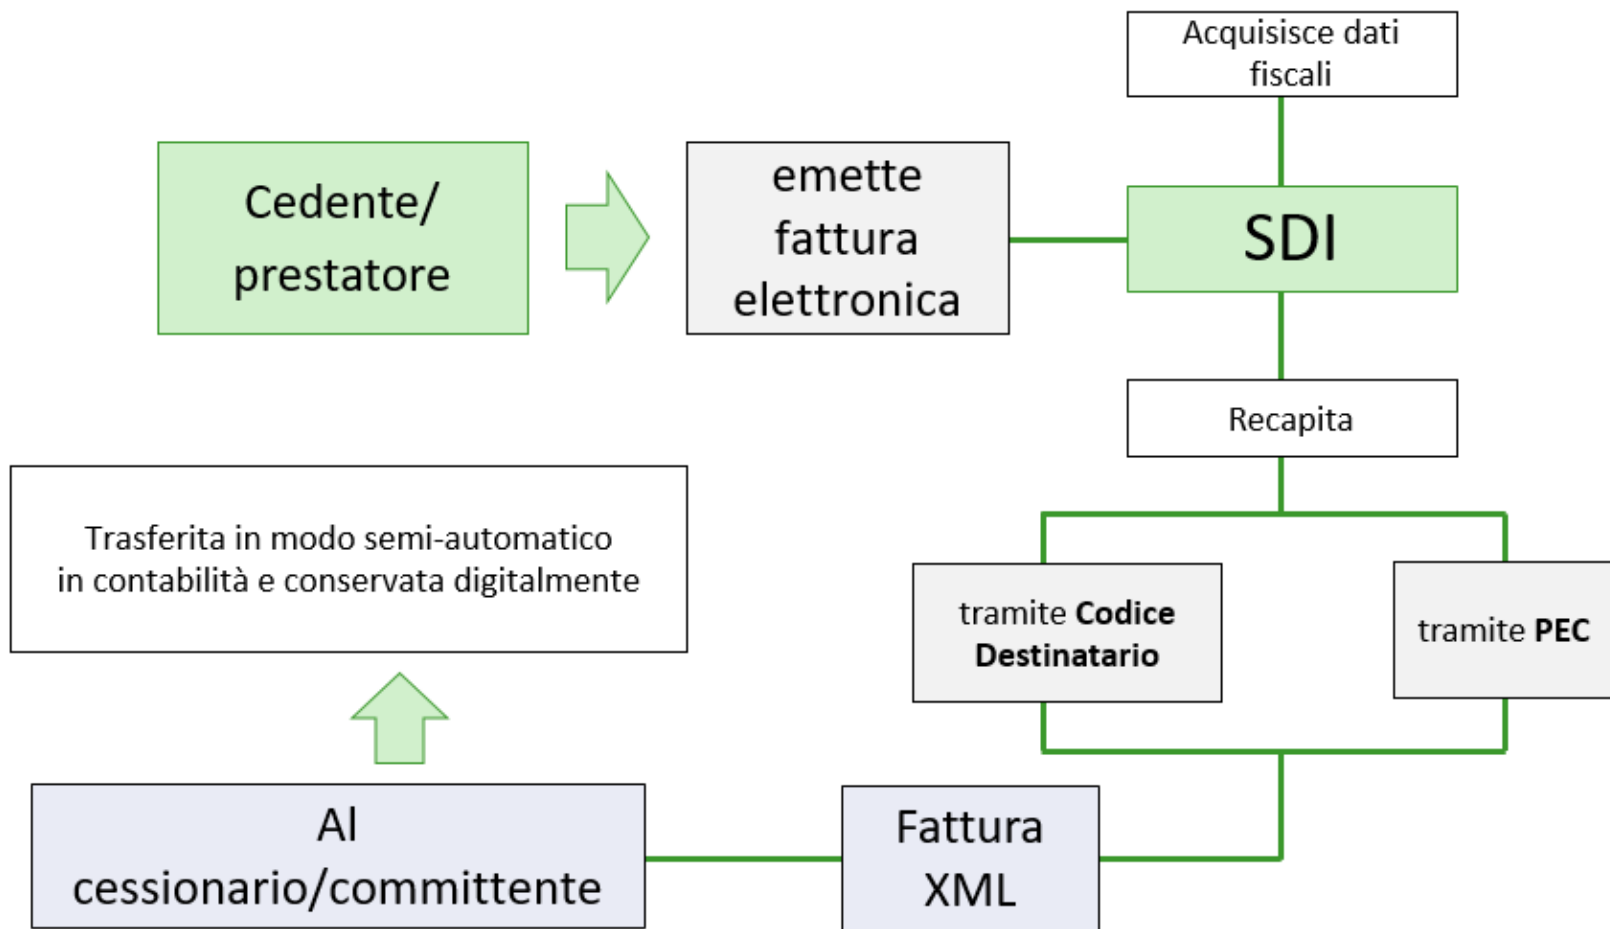 Acquisisce dati
fiscali
Cedente/
prestatore
emette
fattura
elettronica
SDI
Recapita
Trasferita in modo semi-automatico
in contabilità e conservata digitalmente
tramite Codice
Destinatario
tramite PEC
Al
cessionario/committente
Fattura
XML